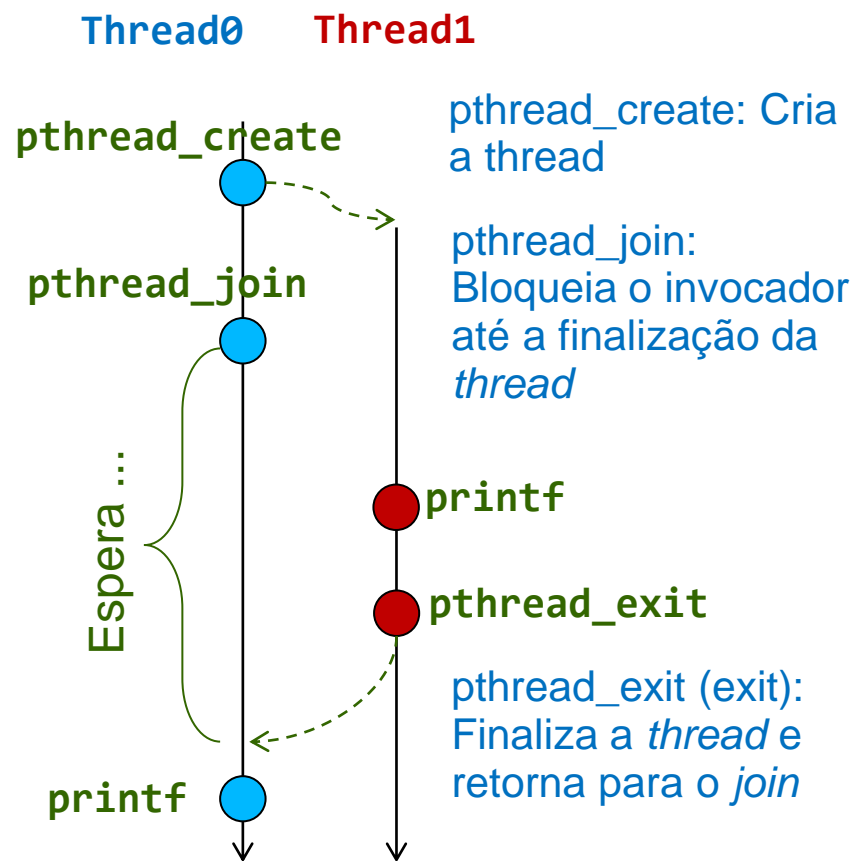 Thread0 Thread1
pthread_create
pthread_create: Cria
a thread
pthread_join
pthread_join:
Bloqueia o invocador
até a finalização da
thread
Espera ...
printf
pthread_exit
pthread_exit (exit):
Finaliza a thread e
retorna para o join
printf